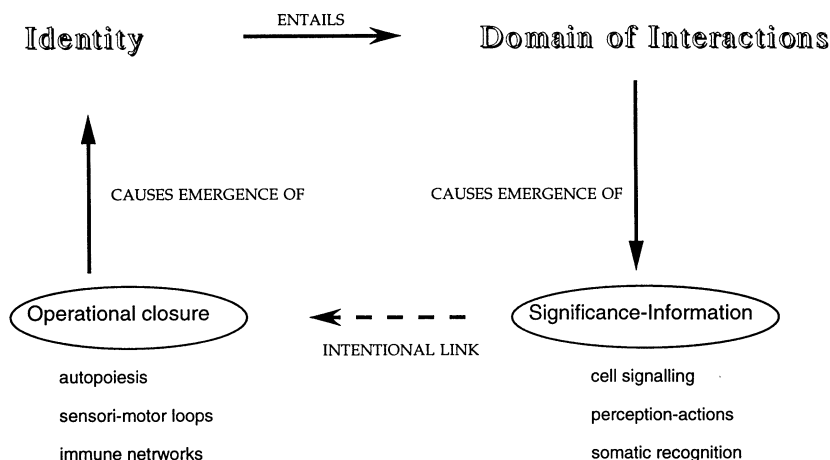 ENTAILS
Identity
Domain of Interactions
CAUSES EMERGENCE OF
CAUSES EMERGENCE OF
Operational closure
Significance-Information
INTENTIONAL LINK
autopoiesis
cell signalling
sensori-motor loops
perception-actions
immune netrworks
somatic recognition